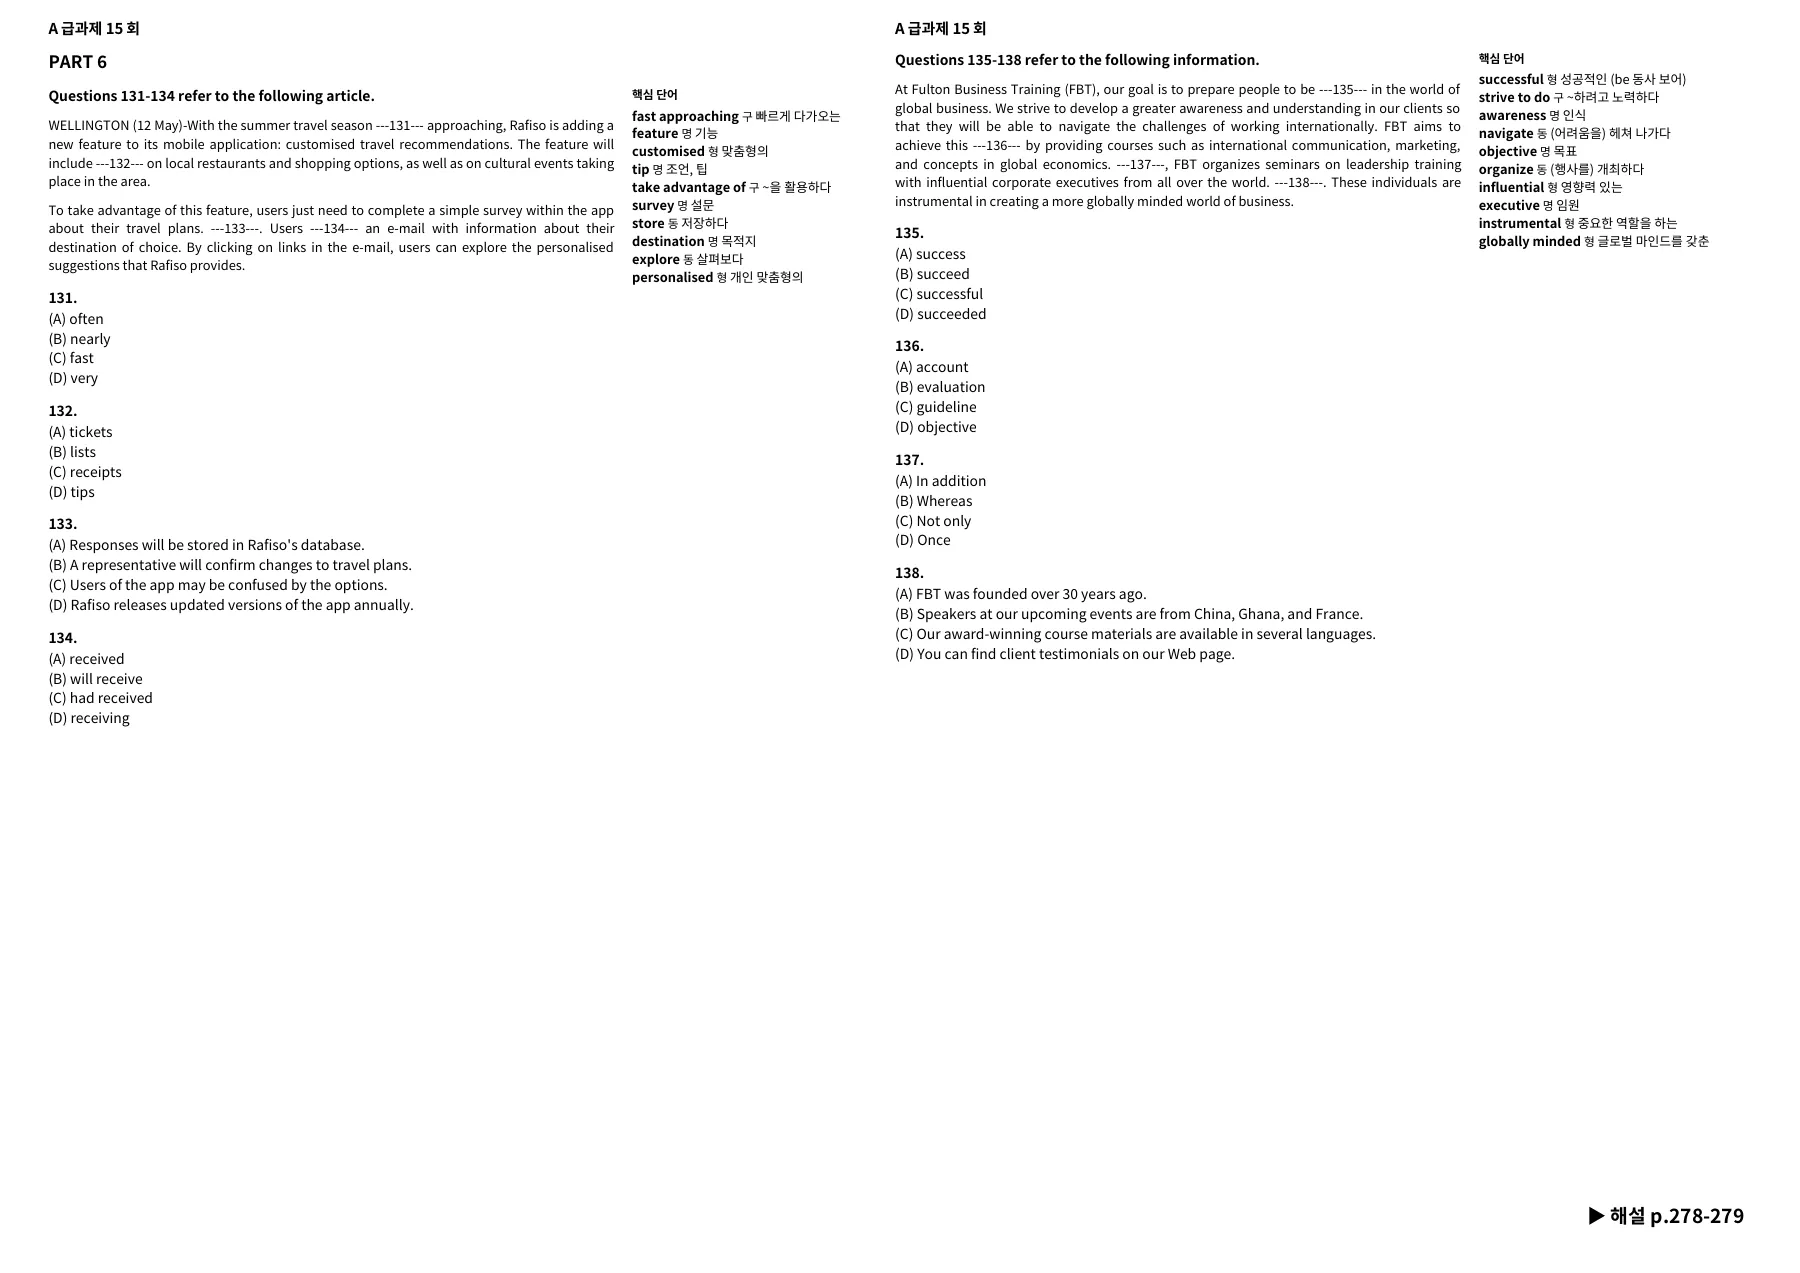 A 급과제 15 회
PART 6
Questions 131-134 refer to the following article.
WELLINGTON (12 May)-With the summer travel season ---131--- approaching, Rafiso is adding a
new feature to its mobile application: customised travel recommendations. The feature will
include ---132--- on local restaurants and shopping options, as well as on cultural events taking
place in the area.
To take advantage of this feature, users just need to complete a simple survey within the app
about their travel plans. ---133---. Users ---134--- an e-mail with information about their
destination of choice. By clicking on links in the e-mail, users can explore the personalised
suggestions that Rafiso provides.
핵심 단어
fast approaching 구 빠르게 다가오는
feature 명 기능
customised 형 맞춤형의
tip 명 조언, 팁
take advantage of 구 ~을 활용하다
survey 명 설문
store 동 저장하다
destination 명 목적지
explore 동 살펴보다
personalised 형 개인 맞춤형의
131.
(A) often
(B) nearly
(C) fast
(D) very
132.
(A) tickets
(B) lists
(C) receipts
(D) tips
133.
(A) Responses will be stored in Rafiso's database.
(B) A representative will confirm changes to travel plans.
(C) Users of the app may be confused by the options.
(D) Rafiso releases updated versions of the app annually.
134.
(A) received
(B) will receive
(C) had received
(D) receiving
A 급과제 15 회
Questions 135-138 refer to the following information.
At Fulton Business Training (FBT), our goal is to prepare people to be ---135--- in the world of
global business. We strive to develop a greater awareness and understanding in our clients so
that they will be able to navigate the challenges of working internationally. FBT aims to
achieve this ---136--- by providing courses such as international communication, marketing,
and concepts in global economics. ---137---, FBT organizes seminars on leadership training
with influential corporate executives from all over the world. ---138---. These individuals are
instrumental in creating a more globally minded world of business.
핵심 단어
successful 형 성공적인 (be 동사 보어)
strive to do 구 ~하려고 노력하다
awareness 명 인식
navigate 동 (어려움을) 헤쳐 나가다
objective 명 목표
organize 동 (행사를) 개최하다
influential 형 영향력 있는
executive 명 임원
instrumental 형 중요한 역할을 하는
globally minded 형 글로벌 마인드를 갖춘
135.
(A) success
(B) succeed
(C) successful
(D) succeeded
136.
(A) account
(B) evaluation
(C) guideline
(D) objective
137.
(A) In addition
(B) Whereas
(C) Not only
(D) Once
138.
(A) FBT was founded over 30 years ago.
(B) Speakers at our upcoming events are from China, Ghana, and France.
(C) Our award-winning course materials are available in several languages.
(D) You can find client testimonials on our Web page.
▶ 해설 p.278-279